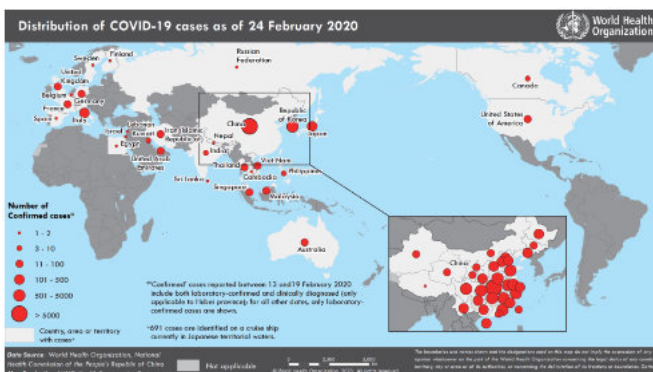 Distribution of COVID-19 cases as of 24 February 2020
World Health
Organization
Russian
Federation
Finland
Sweden
United
Kingdom
Belgium
Germany
France
Spain
Italy
Canada
United States
of America
Lebanon
Israel
Kuwait
Iran (Islamic
Republic of)
Egypt
United Arab
Emirates
China
Nepal
India
Republic
of Korea
Japan
Thailand
Viet Nam
Cambodia
Philippines
Sri Lanka
Singapore
Malaysia
Australia
China
Number of
Confirmed cases
1 - 2
3 - 10
11 - 100
101 - 500
501 - 5000
> 5000
Country, area or territory
with cases
"Confirmed' cases reported between 13 and 19 February 2020
include both laboratory-confirmed and clinically diagnosed (only
applicable to Hubei province); for all other dates, only laboratory-
confirmed cases are shown.
691 cases are identified on a cruise ship
currently in Japanese territorial waters.
Data Source: World Health Organization, National
Health Commission of the People's Republic of China
Not applicable
© World Health Organization 2020. All rights reserved.